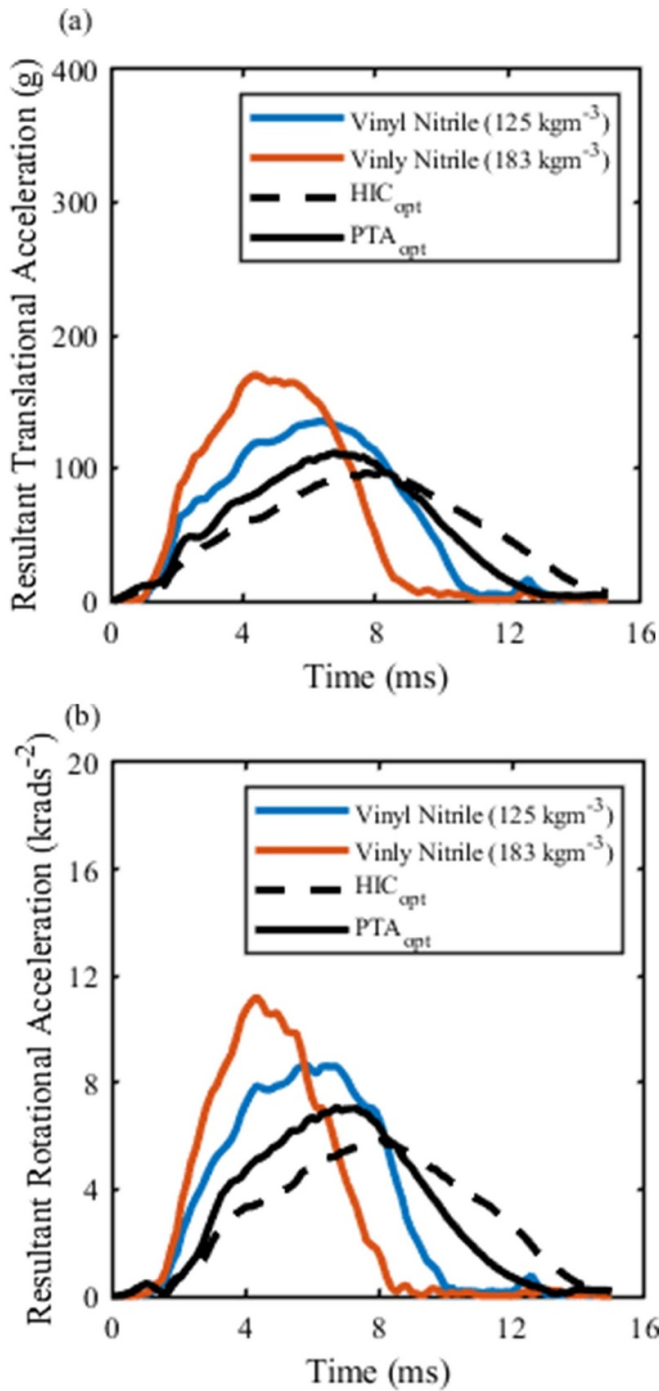 (a)
Resultant Translational Acceleration (g)
400
300
200
100
0
Vinyl Nitrile (125 kgm⁻³)
Vinly Nitrile (183 kgm⁻³)
HICopt
PTAopt
0 4 8 12 16
Time (ms)
(b)
Resultant Rotational Acceleration (krads⁻²)
20
16
12
8
4
0
Vinyl Nitrile (125 kgm⁻³)
Vinly Nitrile (183 kgm⁻³)
HICopt
PTAopt
0 4 8 12 16
Time (ms)